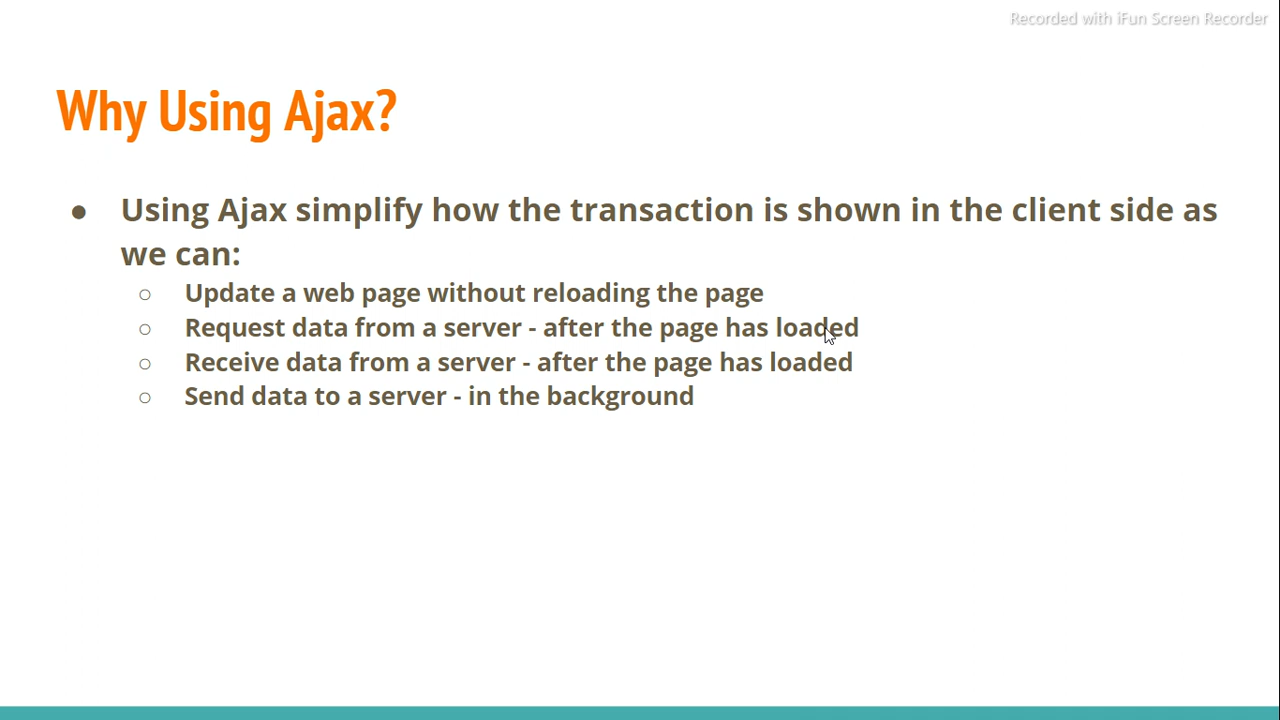 Recorded with iFun Screen Recorder
Why Using Ajax?
● Using Ajax simplify how the transaction is shown in the client side as
we can:
○ Update a web page without reloading the page
○ Request data from a server - after the page has loaded
○ Receive data from a server - after the page has loaded
○ Send data to a server - in the background